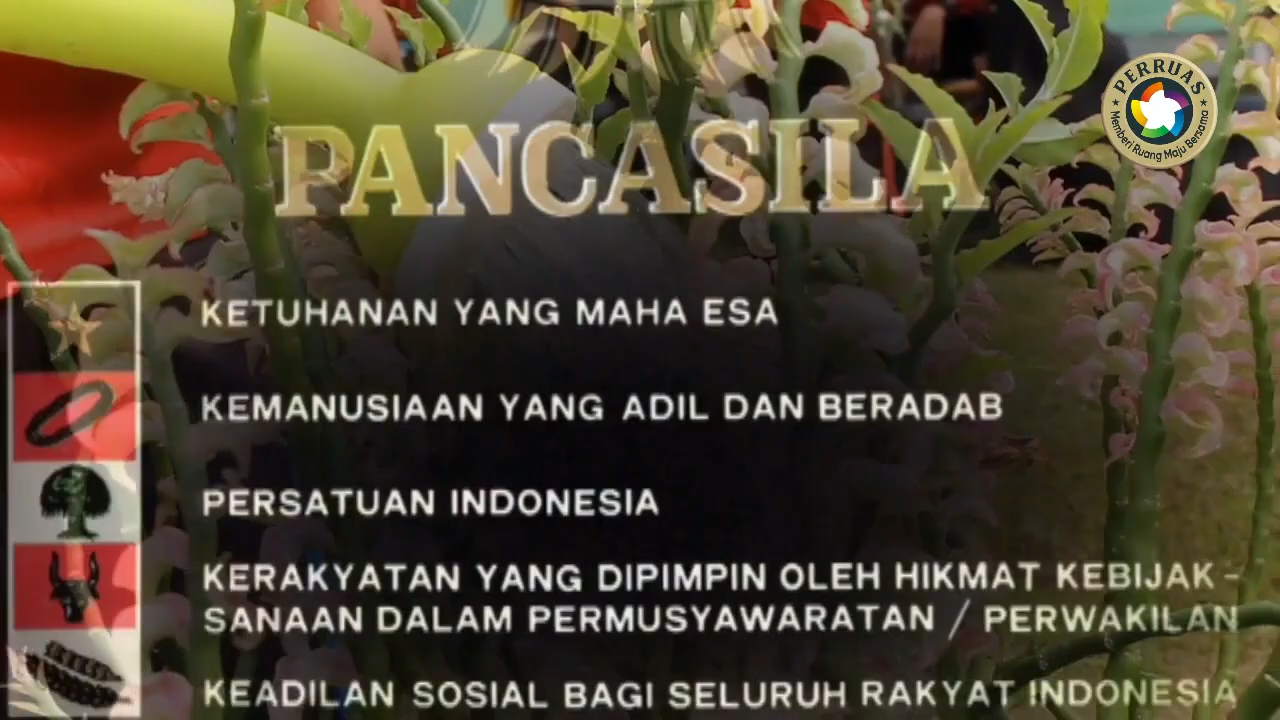 PERRUAS
Memberi Ruang Maju Bersama
PANCASILA
KETUHANAN YANG MAHA ESA
KEMANUSIAAN YANG ADIL DAN BERADAB
PERSATUAN INDONESIA
KERAKYATAN YANG DIPIMPIN OLEH HIKMAT KEBIJAK-
SANAAN DALAM PERMUSYAWARATAN / PERWAKILAN
KEADILAN SOSIAL BAGI SELURUH RAKYAT INDONESIA